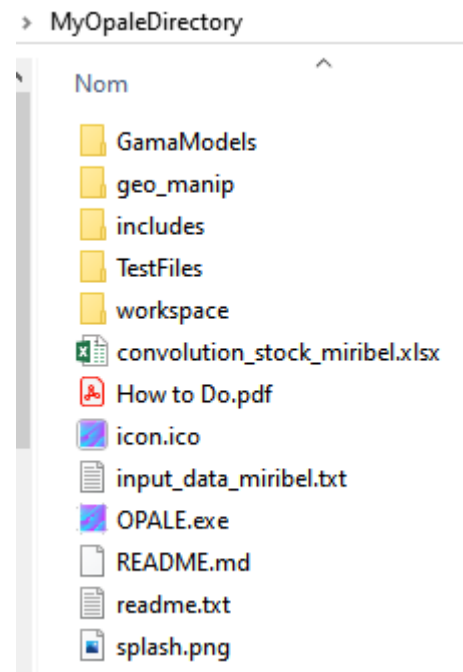 MyOpaleDirectory
Nom
GamaModels
geo_manip
includes
TestFiles
workspace
convolution_stock_miribel.xlsx
How to Do.pdf
icon.ico
input_data_miribel.txt
OPALE.exe
README.md
readme.txt
splash.png